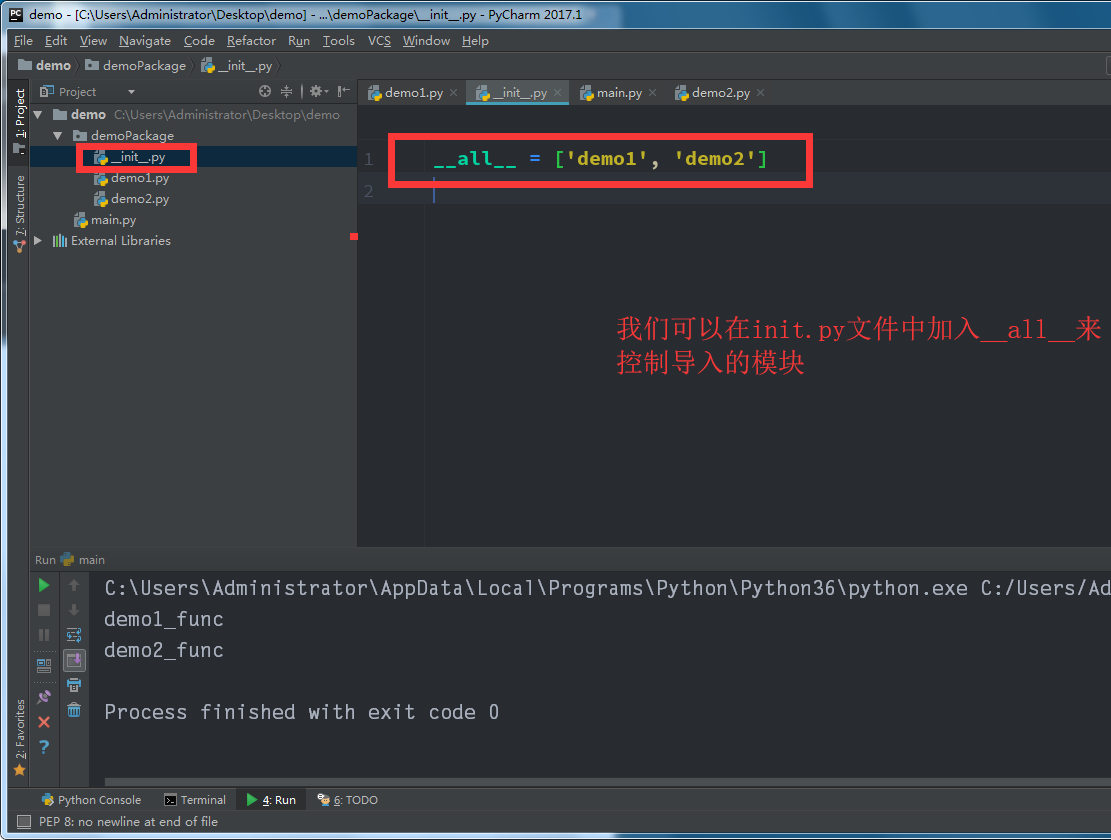 demo - [C:\Users\Administrator\Desktop\demo] - ...\demoPackage\__init__.py - PyCharm 2017.1
File Edit View Navigate Code Refactor Run Tools VCS Window Help
demo demoPackage __init__.py
1: Project
7: Structure
2: Favorites
Project
demo C:\Users\Administrator\Desktop\demo
demoPackage
__init__.py
demo1.py
demo2.py
main.py
External Libraries
demo1.py __init__.py main.py demo2.py
1 __all__ = ['demo1', 'demo2']
2
我们可以在init.py文件中加入__all__来
控制导入的模块
Run main
C:\Users\Administrator\AppData\Local\Programs\Python\Python36\python.exe C:/Users/Ad
demo1_func
demo2_func
Process finished with exit code 0
Python Console Terminal 4: Run 6: TODO
PEP 8: no newline at end of file